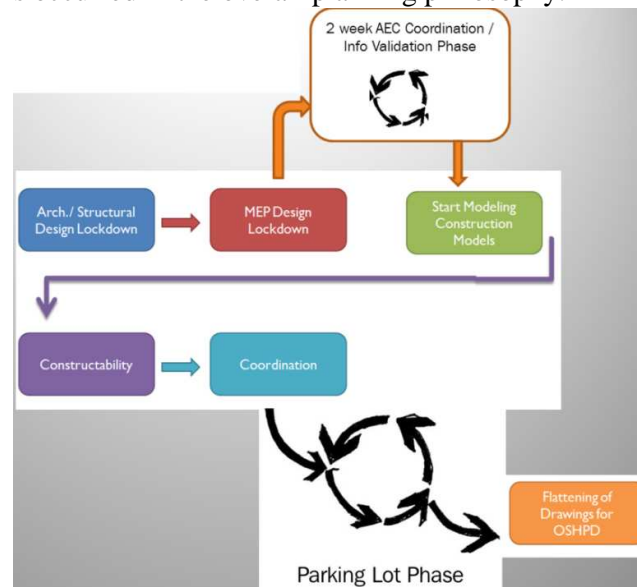 2 week AEC Coordination /
Info Validation Phase
Arch./ Structural
Design Lockdown
MEP Design
Lockdown
Start Modeling
Construction
Models
Constructability
Coordination
Flattening of
Drawings for
OSHPD
Parking Lot Phase